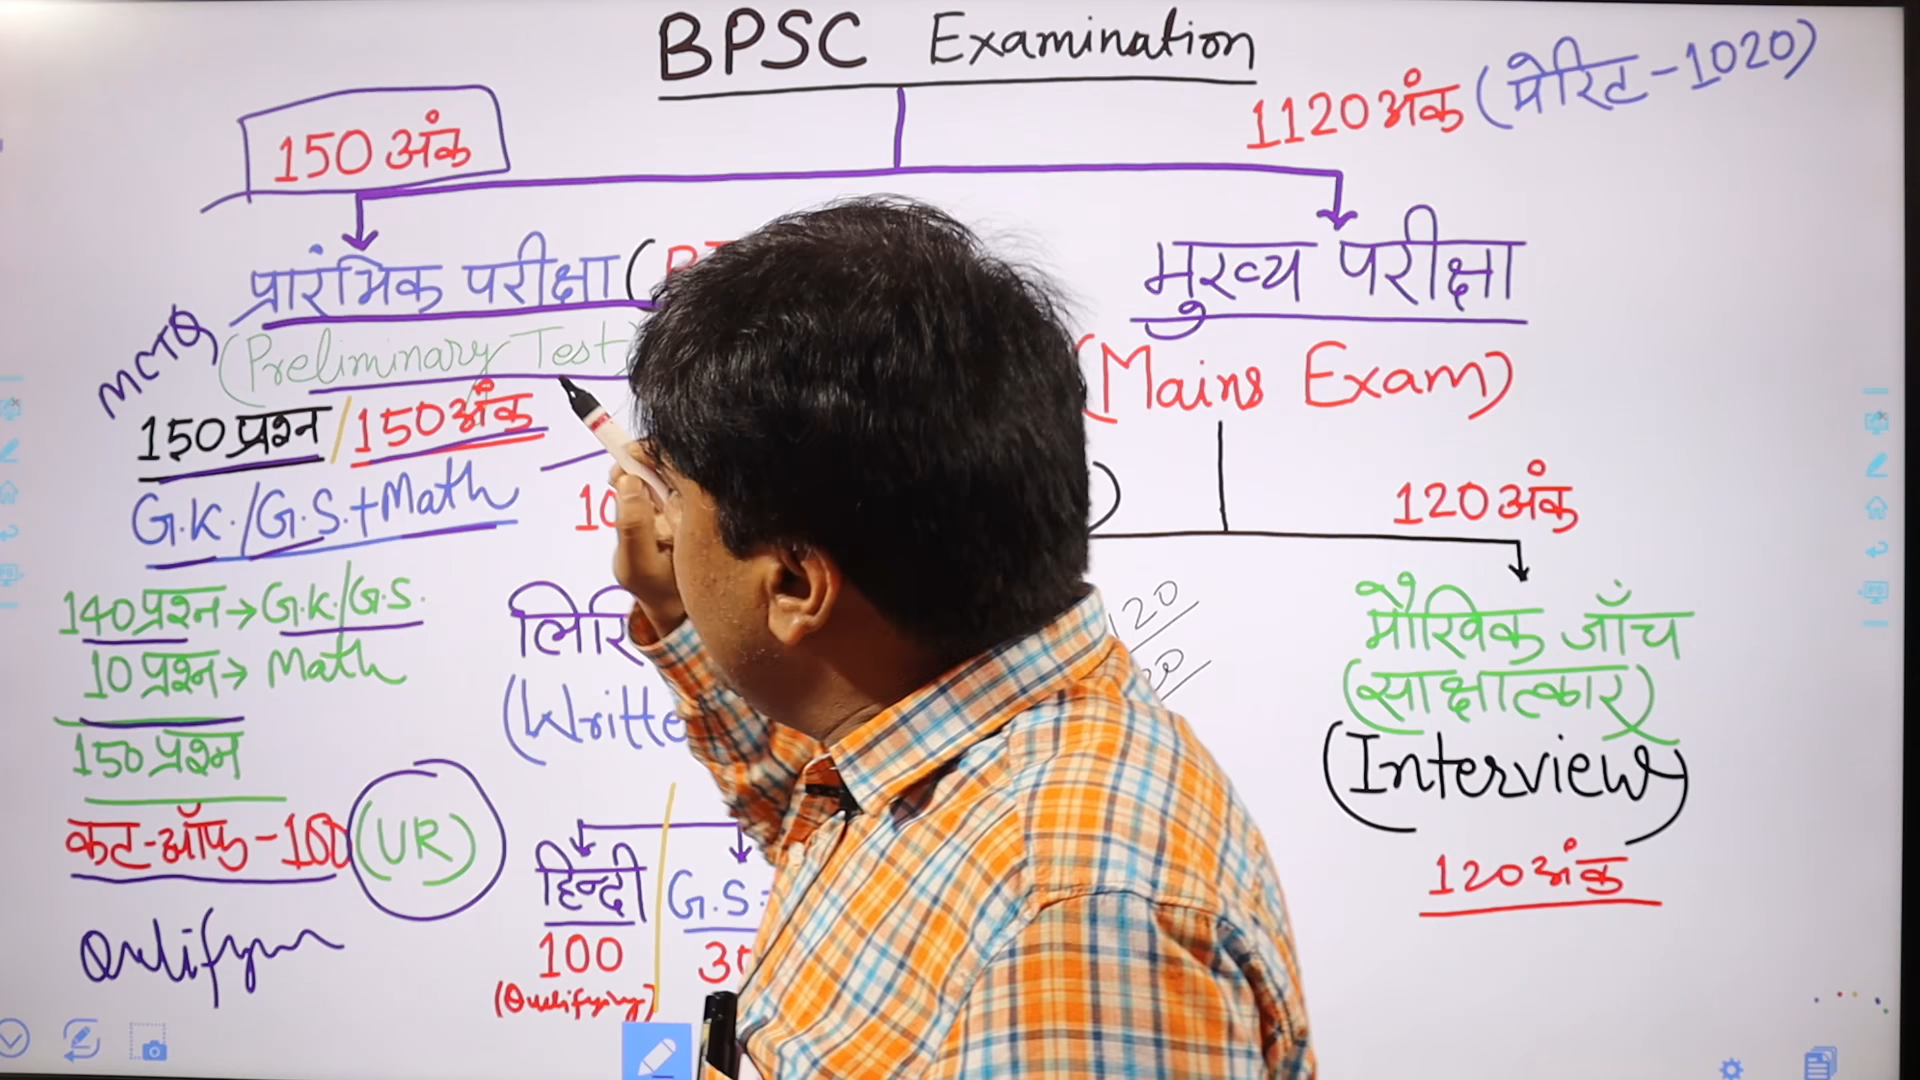 BPSC Examination
150 अंक
1120 अंक (मेरिट-1020)
प्रारंभिक परीक्षा (
मुख्य परीक्षा
MCTQ
(Preliminary Test)
(Mains Exam)
150 प्रश्न / 150 अंक
G.K./G.S.+Math
120 अंक
140 प्रश्न → G.K./G.S.
10 प्रश्न → Math
150 प्रश्न
मौखिक जाँच
(साक्षात्कार)
(Interview)
120 अंक
कट-ऑफ-100 (UR)
हिन्दी
G.S.
100
(Qualifying)